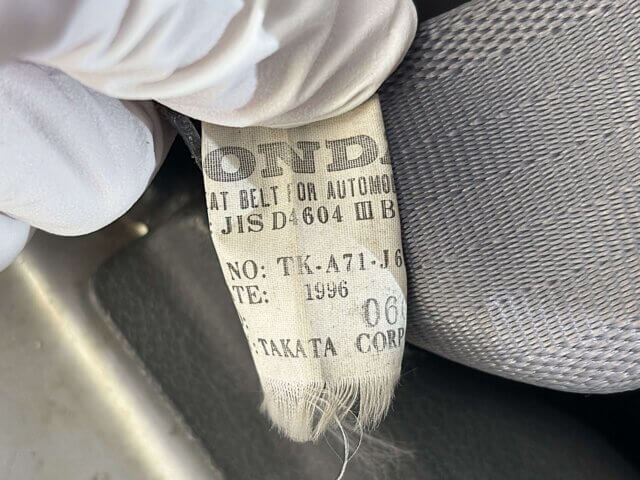 ONDA
AT BELT FOR AUTOMO
JIS D4604 III B
NO: TK-A71-J6
TE: 1996
06
: TAKATA CORP